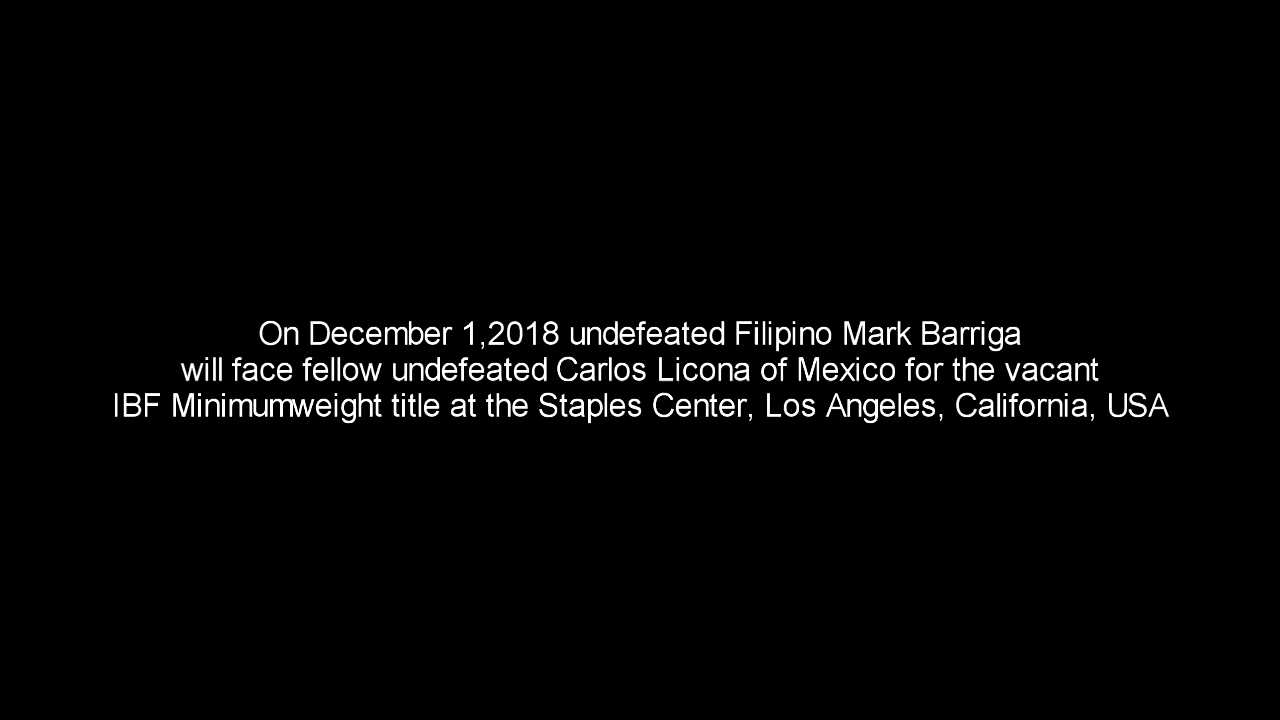 On December 1,2018 undefeated Filipino Mark Barriga
will face fellow undefeated Carlos Licona of Mexico for the vacant
IBF Minimumweight title at the Staples Center, Los Angeles, California, USA